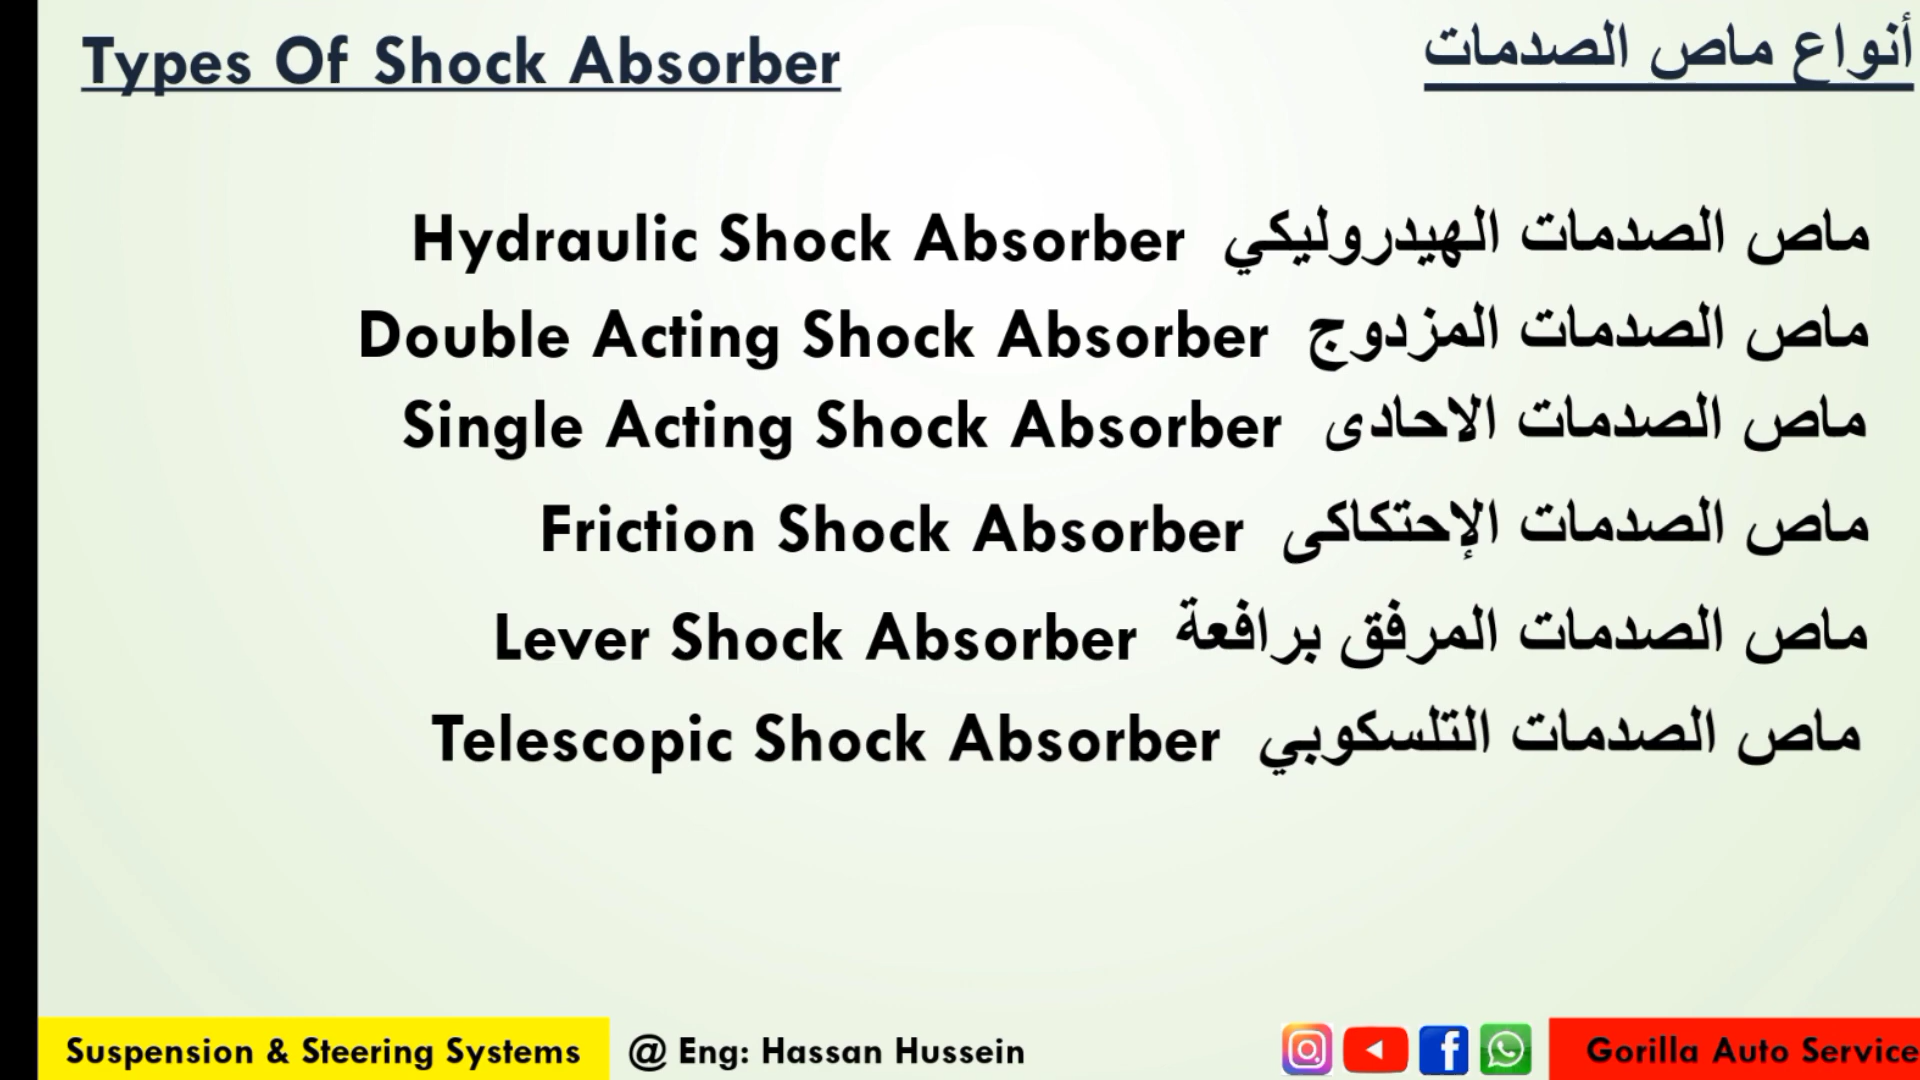 Types Of Shock Absorber
أنواع ماص الصدمات
ماص الصدمات الهيدروليكي Hydraulic Shock Absorber
ماص الصدمات المزدوج Double Acting Shock Absorber
ماص الصدمات الاحادى Single Acting Shock Absorber
ماص الصدمات الإحتكاكى Friction Shock Absorber
ماص الصدمات المرفق برافعة Lever Shock Absorber
ماص الصدمات التلسكوبي Telescopic Shock Absorber
Suspension & Steering Systems
@ Eng: Hassan Hussein
Gorilla Auto Service